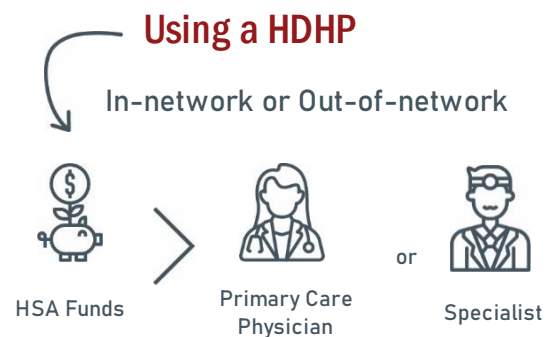 Using a HDHP
In-network or Out-of-network
$
or
HSA Funds
Primary Care
Physician
Specialist